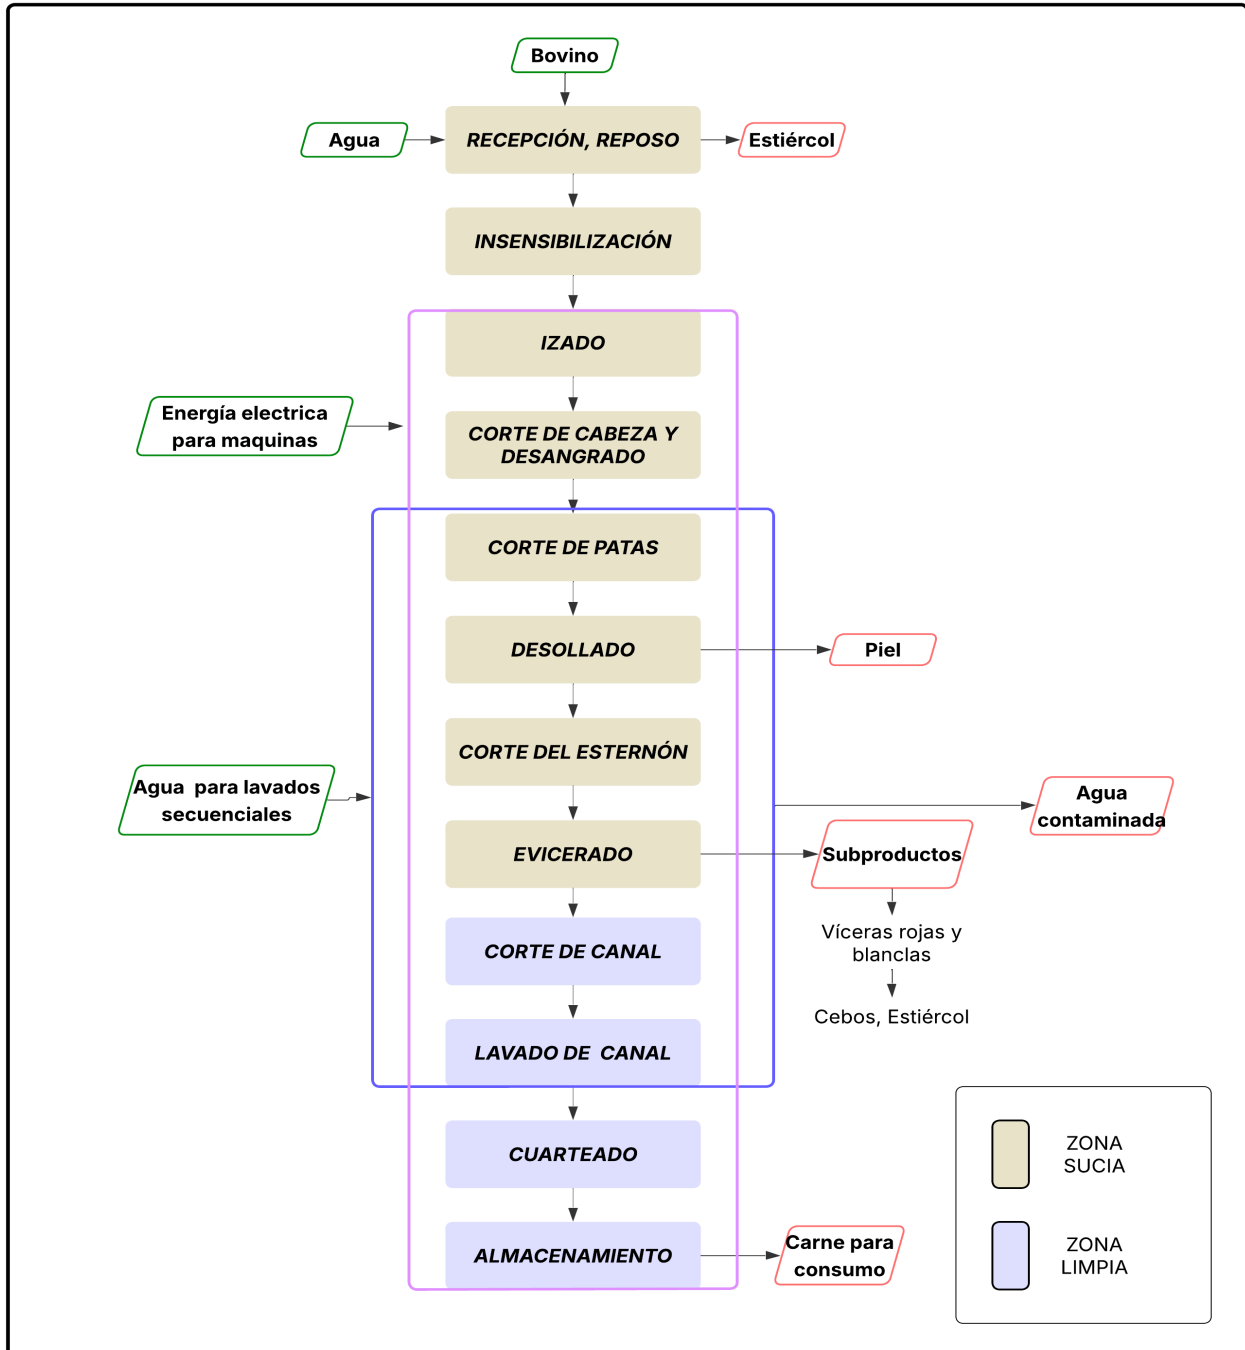 Bovino
Agua
RECEPCIÓN, REPOSO
Estiércol
INSENSIBILIZACIÓN
IZADO
Energía electrica
para maquinas
CORTE DE CABEZA Y
DESANGRADO
CORTE DE PATAS
DESOLLADO
Piel
CORTE DEL ESTERNÓN
Agua para lavados
secuenciales
Agua
contaminada
EVICERADO
Subproductos
Víceras rojas y
blanclas
CORTE DE CANAL
Cebos, Estiércol
LAVADO DE CANAL
CUARTEADO
ZONA
SUCIA
ALMACENAMIENTO
Carne para
consumo
ZONA
LIMPIA